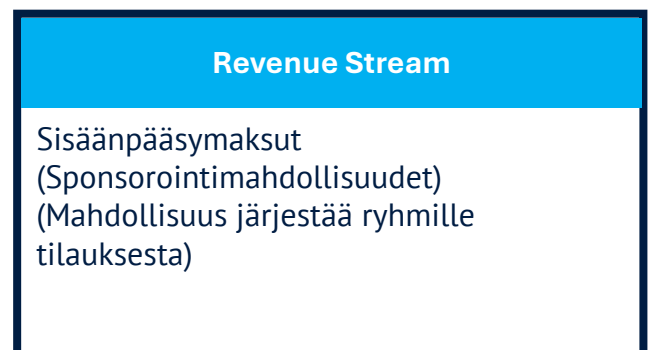 Revenue Stream
Sisäänpääsymaksut
(Sponsorointimahdollisuudet)
(Mahdollisuus järjestää ryhmille
tilauksesta)